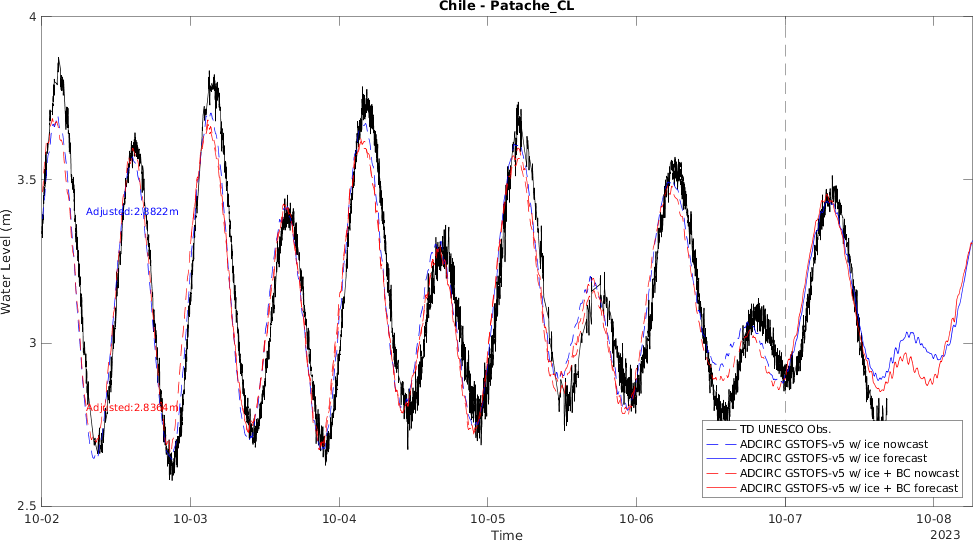 Chile - Patache_CL
4
3.5
3
2.5
Water Level (m)
Adjusted:2.8822m
Adjusted:2.8364m
TD UNESCO Obs.
ADCIRC GSTOFS-v5 w/ ice nowcast
ADCIRC GSTOFS-v5 w/ ice forecast
ADCIRC GSTOFS-v5 w/ ice + BC nowcast
ADCIRC GSTOFS-v5 w/ ice + BC forecast
10-02 10-03 10-04 10-05 10-06 10-07 10-08
2023
Time